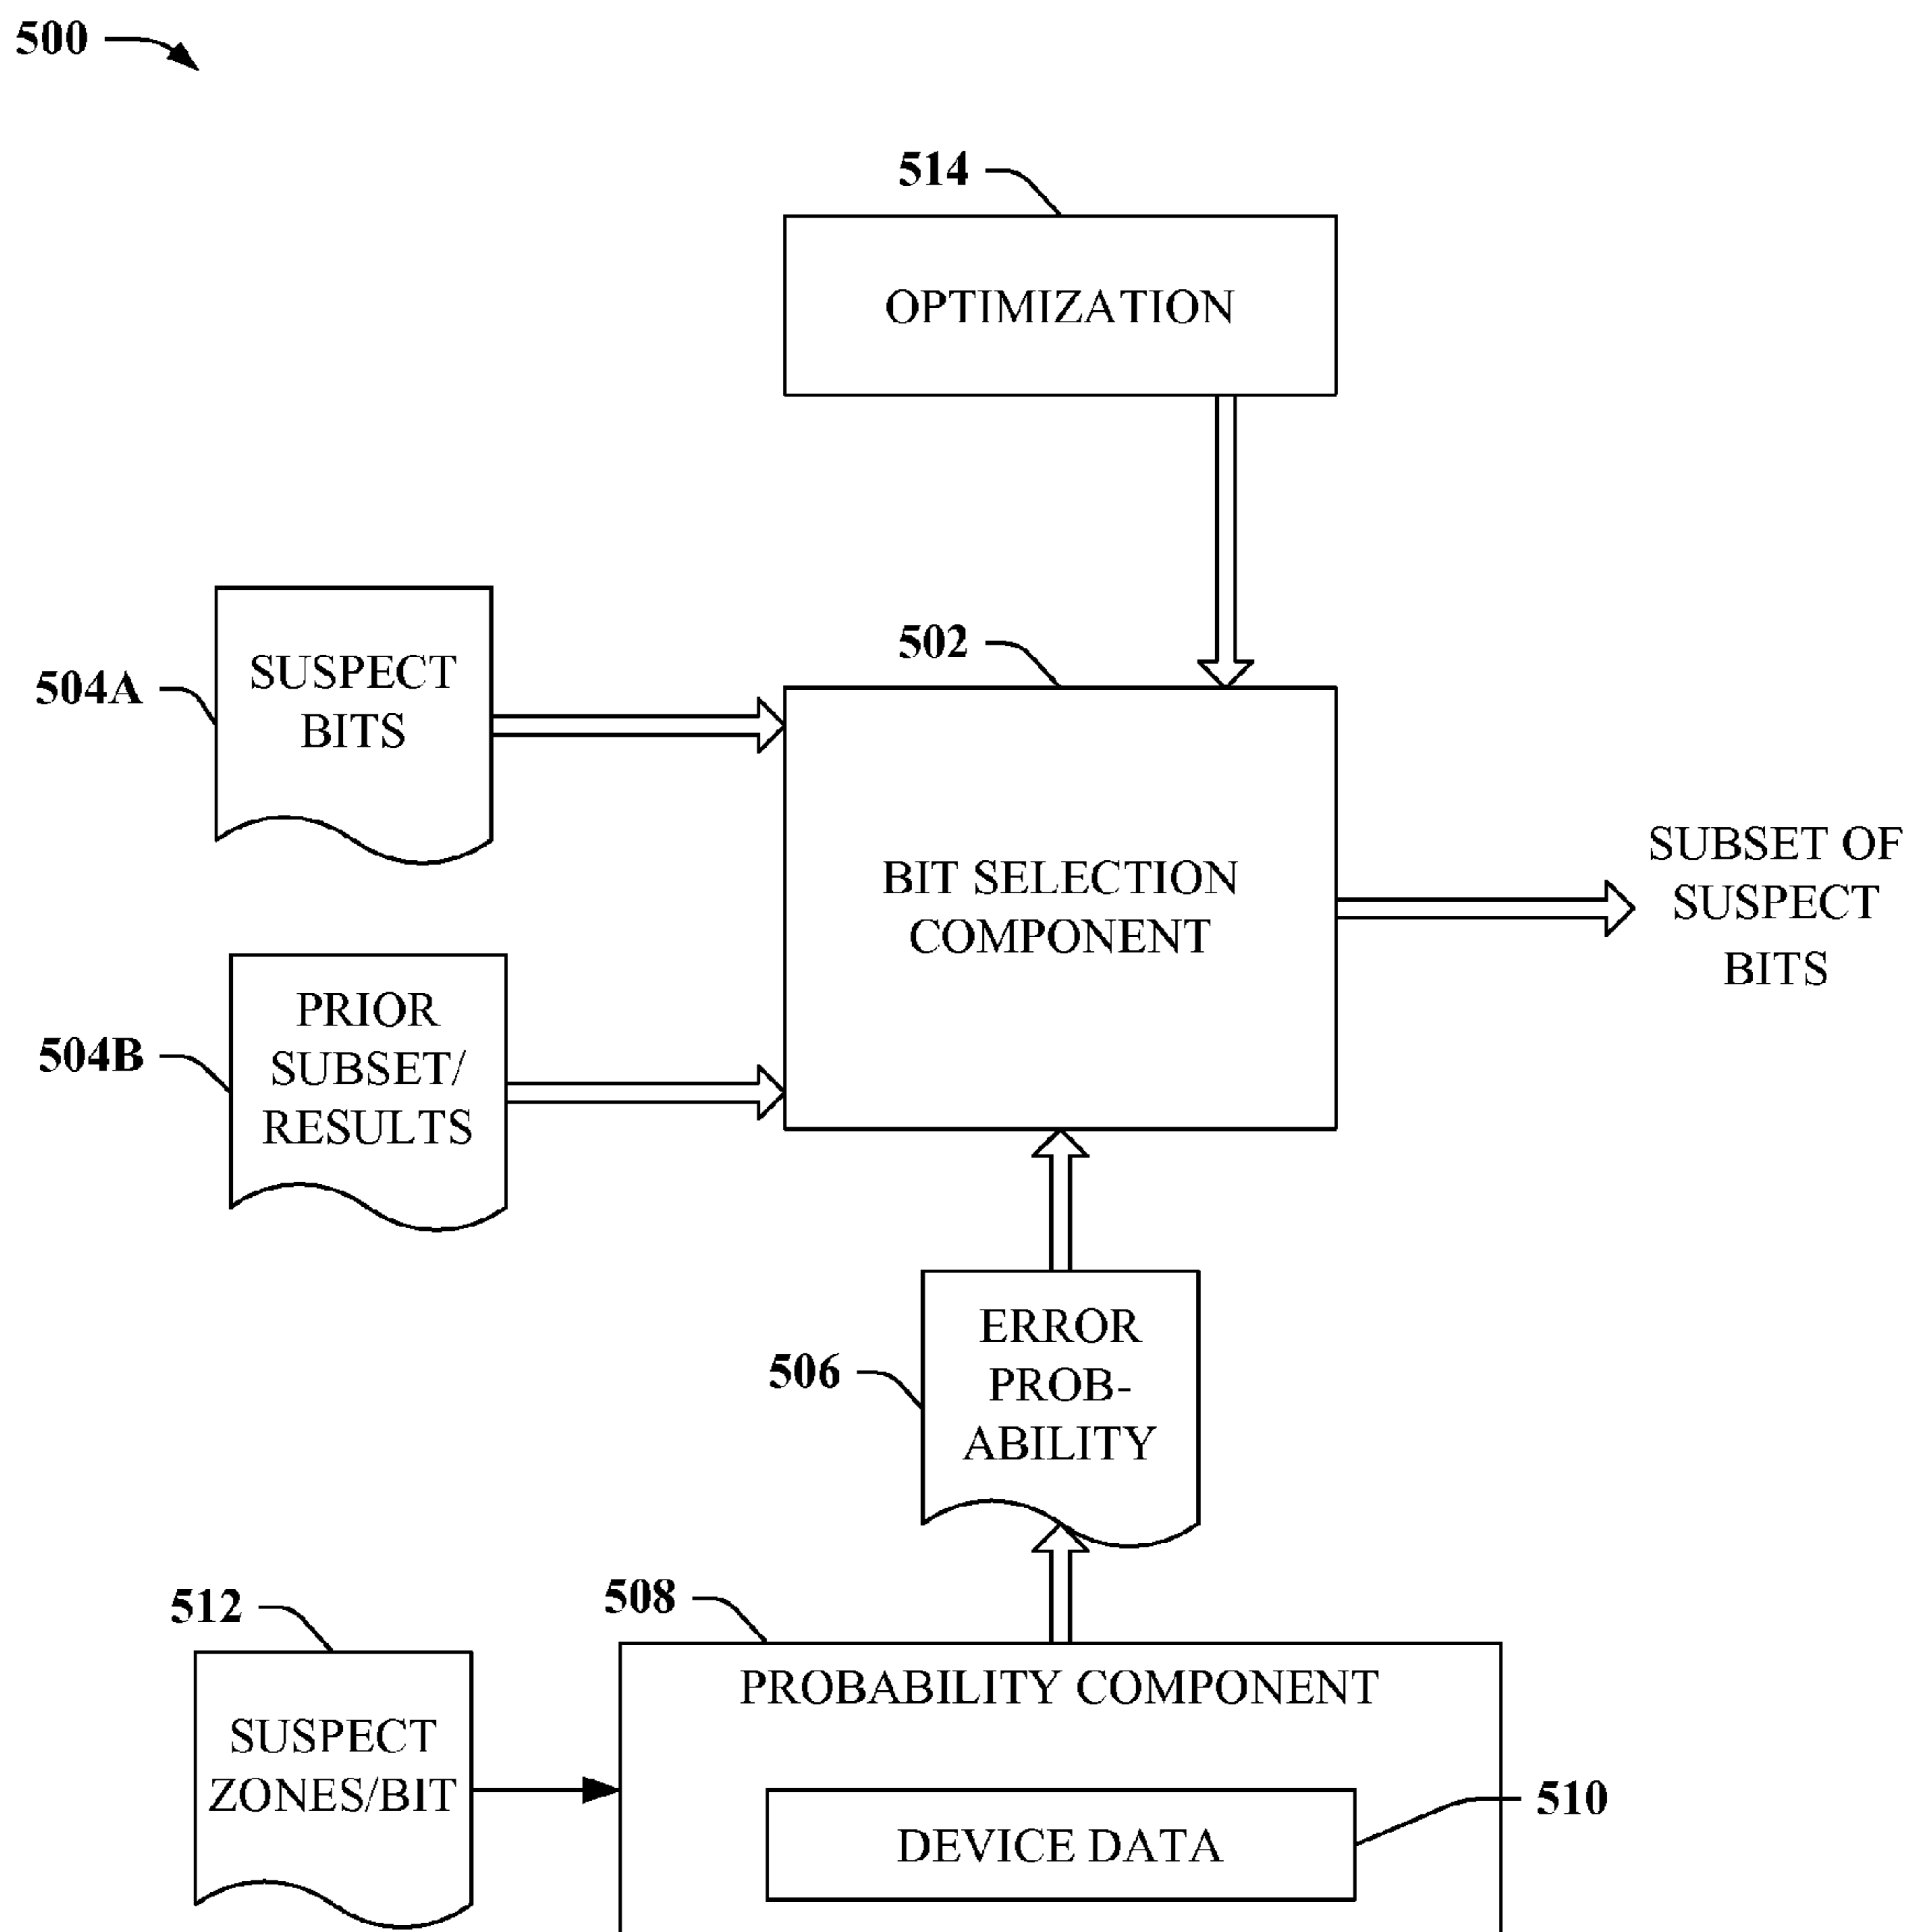 500
514
OPTIMIZATION
502
504A
SUSPECT
BITS
BIT SELECTION
COMPONENT
SUBSET OF
SUSPECT
BITS
504B
PRIOR
SUBSET/
RESULTS
506
ERROR
PROB-
ABILITY
512
508
SUSPECT
ZONES/BIT
PROBABILITY COMPONENT
510
DEVICE DATA